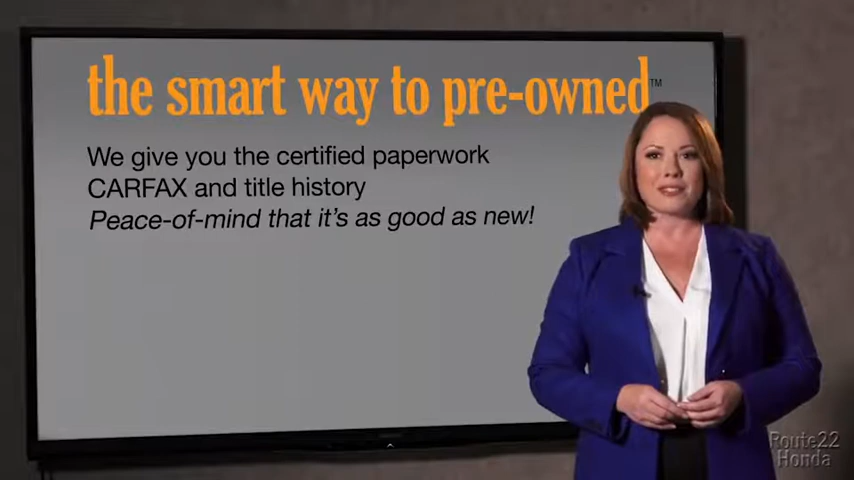 the smart way to pre-owned™
We give you the certified paperwork
CARFAX and title history
Peace-of-mind that it's as good as new!
Route22
Honda